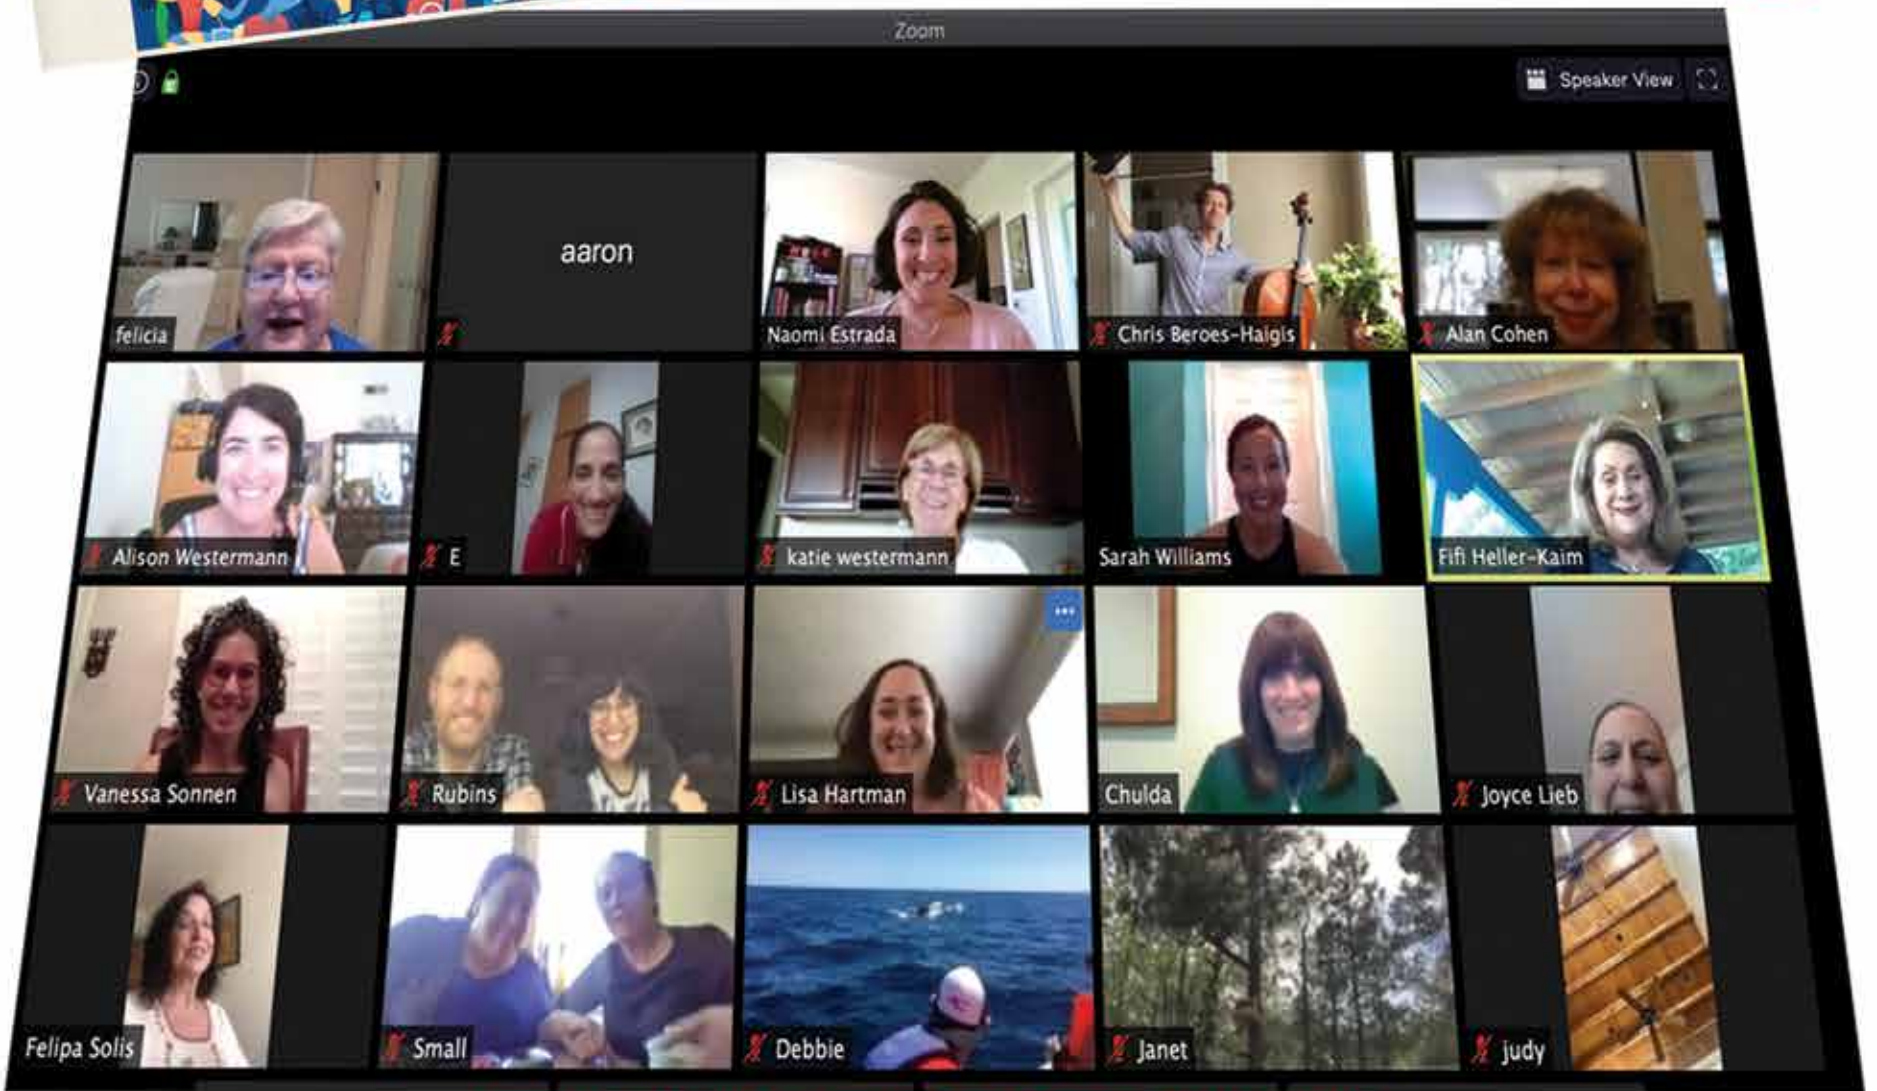 Zoom
Speaker View
felicia
aaron
Naomi Estrada
Chris Beroes-Haigis
Alan Cohen
Alison Westermann
E
katie westermann
Sarah Williams
Fifi Heller-Kaim
Vanessa Sonnen
Rubins
Lisa Hartman
Chulda
Joyce Lieb
Felipa Solis
Small
Debbie
Janet
judy